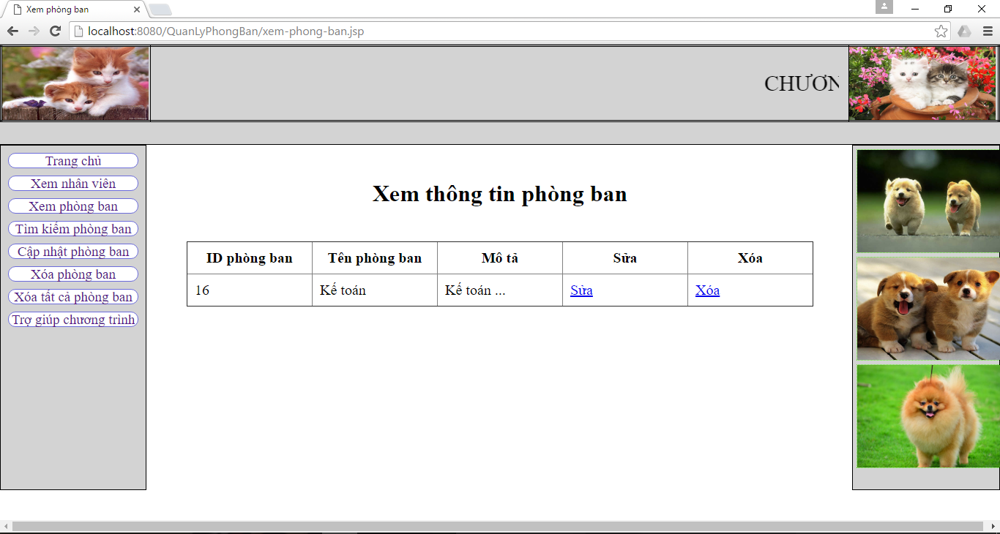 Xem phòng ban
localhost:8080/QuanLyPhongBan/xem-phong-ban.jsp
CHƯƠN
Trang chủ
Xem nhân viên
Xem phòng ban
Tìm kiếm phòng ban
Cập nhật phòng ban
Xóa phòng ban
Xóa tất cả phòng ban
Trợ giúp chương trình
Xem thông tin phòng ban
ID phòng ban Tên phòng ban Mô tả Sửa Xóa
16 Kế toán Kế toán ... Sửa Xóa